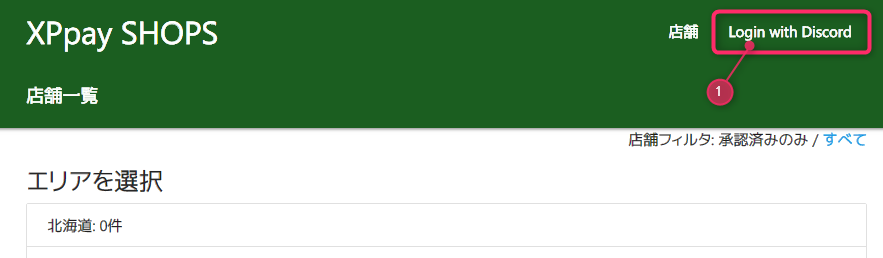 XPpay SHOPS
店舗
Login with Discord
1
店舗一覧
店舗フィルタ: 承認済みのみ / すべて
エリアを選択
北海道: 0件